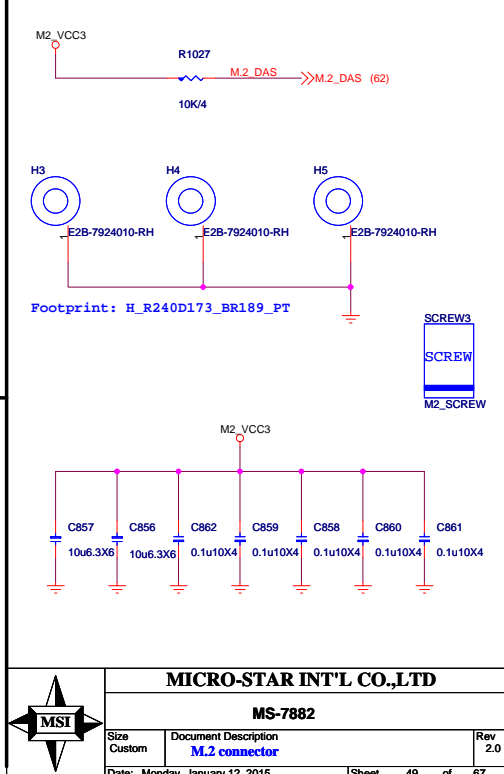 M2_VCC3
R1027
M.2_DAS
M.2_DAS (62)
10K/4
H3
H4
H5
1
E2B-7924010-RH
1
E2B-7924010-RH
1
E2B-7924010-RH
Footprint: H_R240D173_BR189_PT
SCREW3
SCREW
M2_SCREW
M2_VCC3
C857
10u6.3X6
C856
10u6.3X6
C862
0.1u10X4
C859
0.1u10X4
C858
0.1u10X4
C860
0.1u10X4
C861
0.1u10X4
MSI
MICRO-STAR INT'L CO.,LTD
MS-7882
Size
Custom
Document Description
M.2 connector
Rev
2.0
Date: Monday, January 12, 2015
Sheet 49 of 67